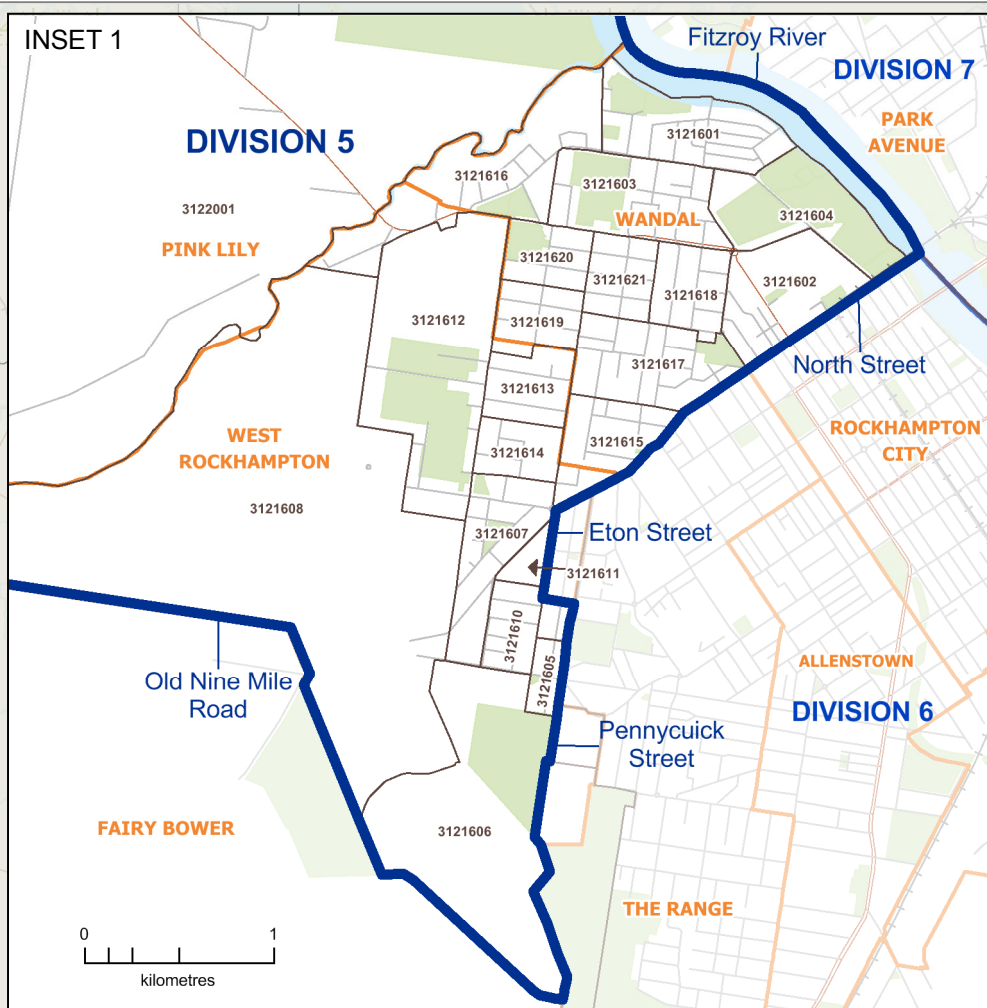 INSET 1
Fitzroy River
DIVISION 7
PARK
AVENUE
DIVISION 5
3121601
3121616
3121603
3122001
WANDAL
3121604
PINK LILY
3121620
3121621
3121602
3121618
3121612
3121619
3121617
North Street
3121613
WEST
ROCKHAMPTON
ROCKHAMPTON
CITY
3121615
3121614
3121608
3121607
Eton Street
3121611
3121610
3121605
ALLENSTOWN
Old Nine Mile
Road
DIVISION 6
Pennycuick
Street
FAIRY BOWER
3121606
THE RANGE
0 1
kilometres